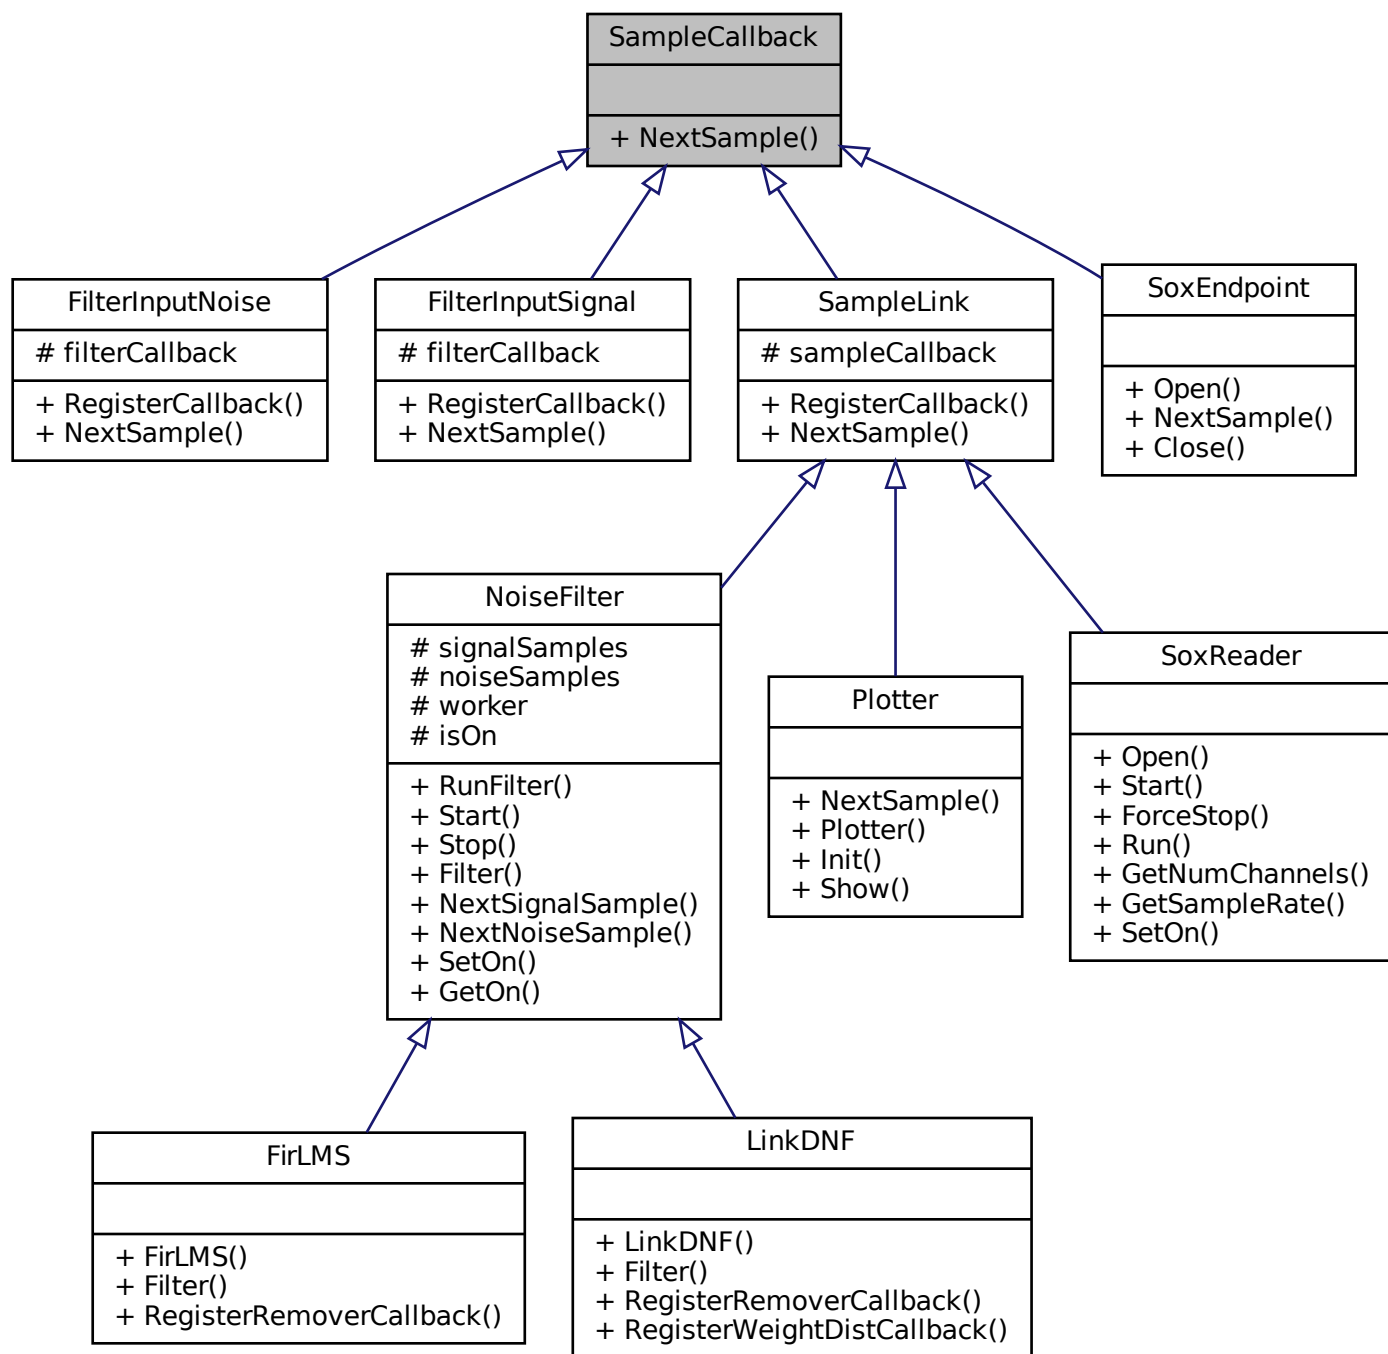 SampleCallback
+ NextSample()
FilterInputNoise
# filterCallback
+ RegisterCallback()
+ NextSample()
FilterInputSignal
# filterCallback
+ RegisterCallback()
+ NextSample()
SampleLink
# sampleCallback
+ RegisterCallback()
+ NextSample()
SoxEndpoint
+ Open()
+ NextSample()
+ Close()
NoiseFilter
# signalSamples
# noiseSamples
# worker
# isOn
+ RunFilter()
+ Start()
+ Stop()
+ Filter()
+ NextSignalSample()
+ NextNoiseSample()
+ SetOn()
+ GetOn()
Plotter
+ NextSample()
+ Plotter()
+ Init()
+ Show()
SoxReader
+ Open()
+ Start()
+ ForceStop()
+ Run()
+ GetNumChannels()
+ GetSampleRate()
+ SetOn()
FirLMS
+ FirLMS()
+ Filter()
+ RegisterRemoverCallback()
LinkDNF
+ LinkDNF()
+ Filter()
+ RegisterRemoverCallback()
+ RegisterWeightDistCallback()